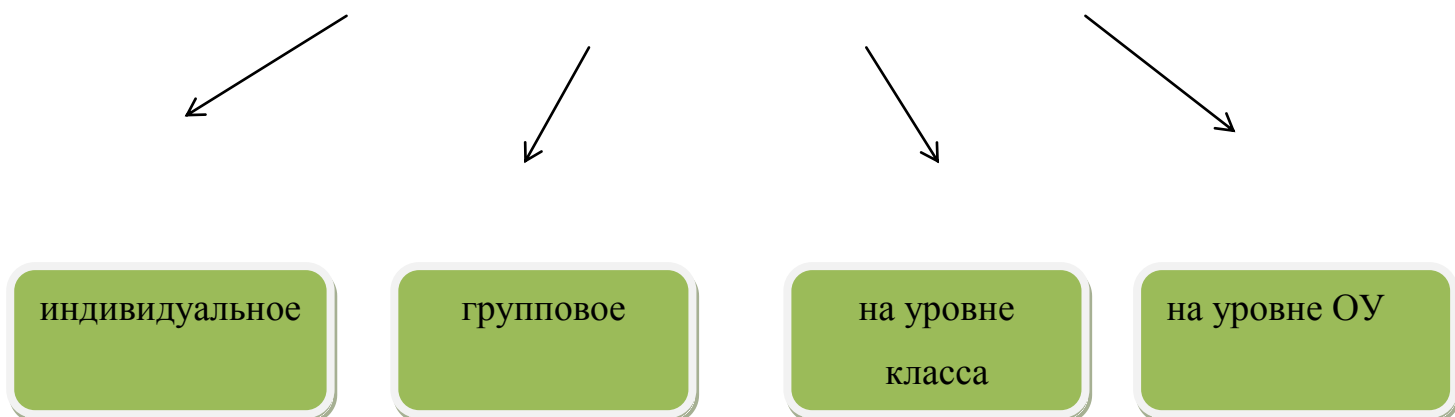 индивидуальное
групповое
на уровне
класса
на уровне ОУ